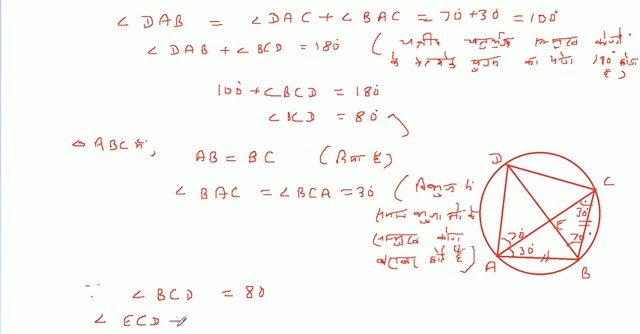 ∠ DAB = ∠ DAC + ∠ BAC = 70° + 30° = 100°
∠ DAB + ∠ BCD = 180° ( चक्रीय चतुर्भुज के सम्मुख कोणों का योग 180° होता है )
100° + ∠ BCD = 180°
∠ BCD = 80°
△ ABC में,
AB = BC (दिया है)
∠ BAC = ∠ BCA = 30° ( त्रिभुज में समान भुजाओं के सम्मुख कोण बराबर होते हैं )
D
C
30°
E
70°
30°
70°
A
B
∵ ∠ BCD = 80
∠ ECD